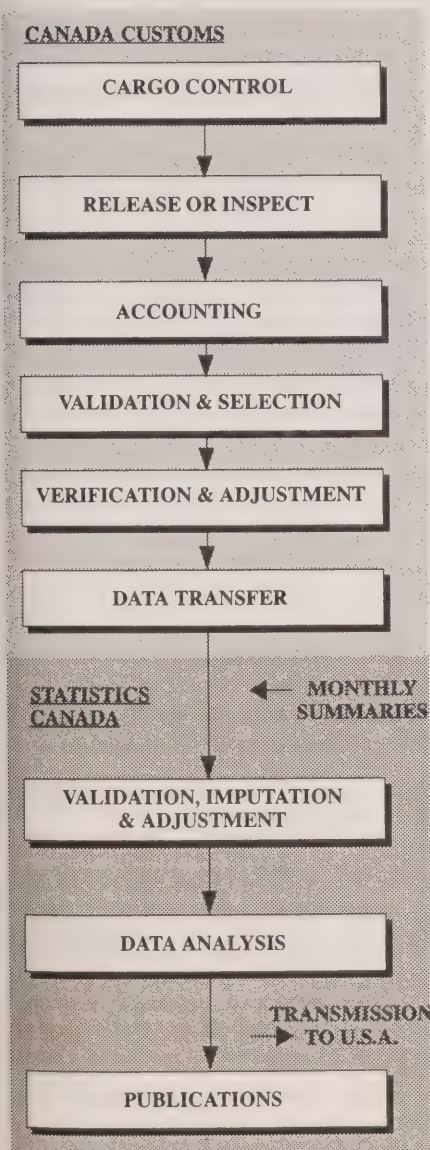 CANADA CUSTOMS
CARGO CONTROL
RELEASE OR INSPECT
ACCOUNTING
VALIDATION & SELECTION
VERIFICATION & ADJUSTMENT
DATA TRANSFER
STATISTICS
CANADA
MONTHLY
SUMMARIES
VALIDATION, IMPUTATION
& ADJUSTMENT
DATA ANALYSIS
TRANSMISSION
TO U.S.A.
PUBLICATIONS